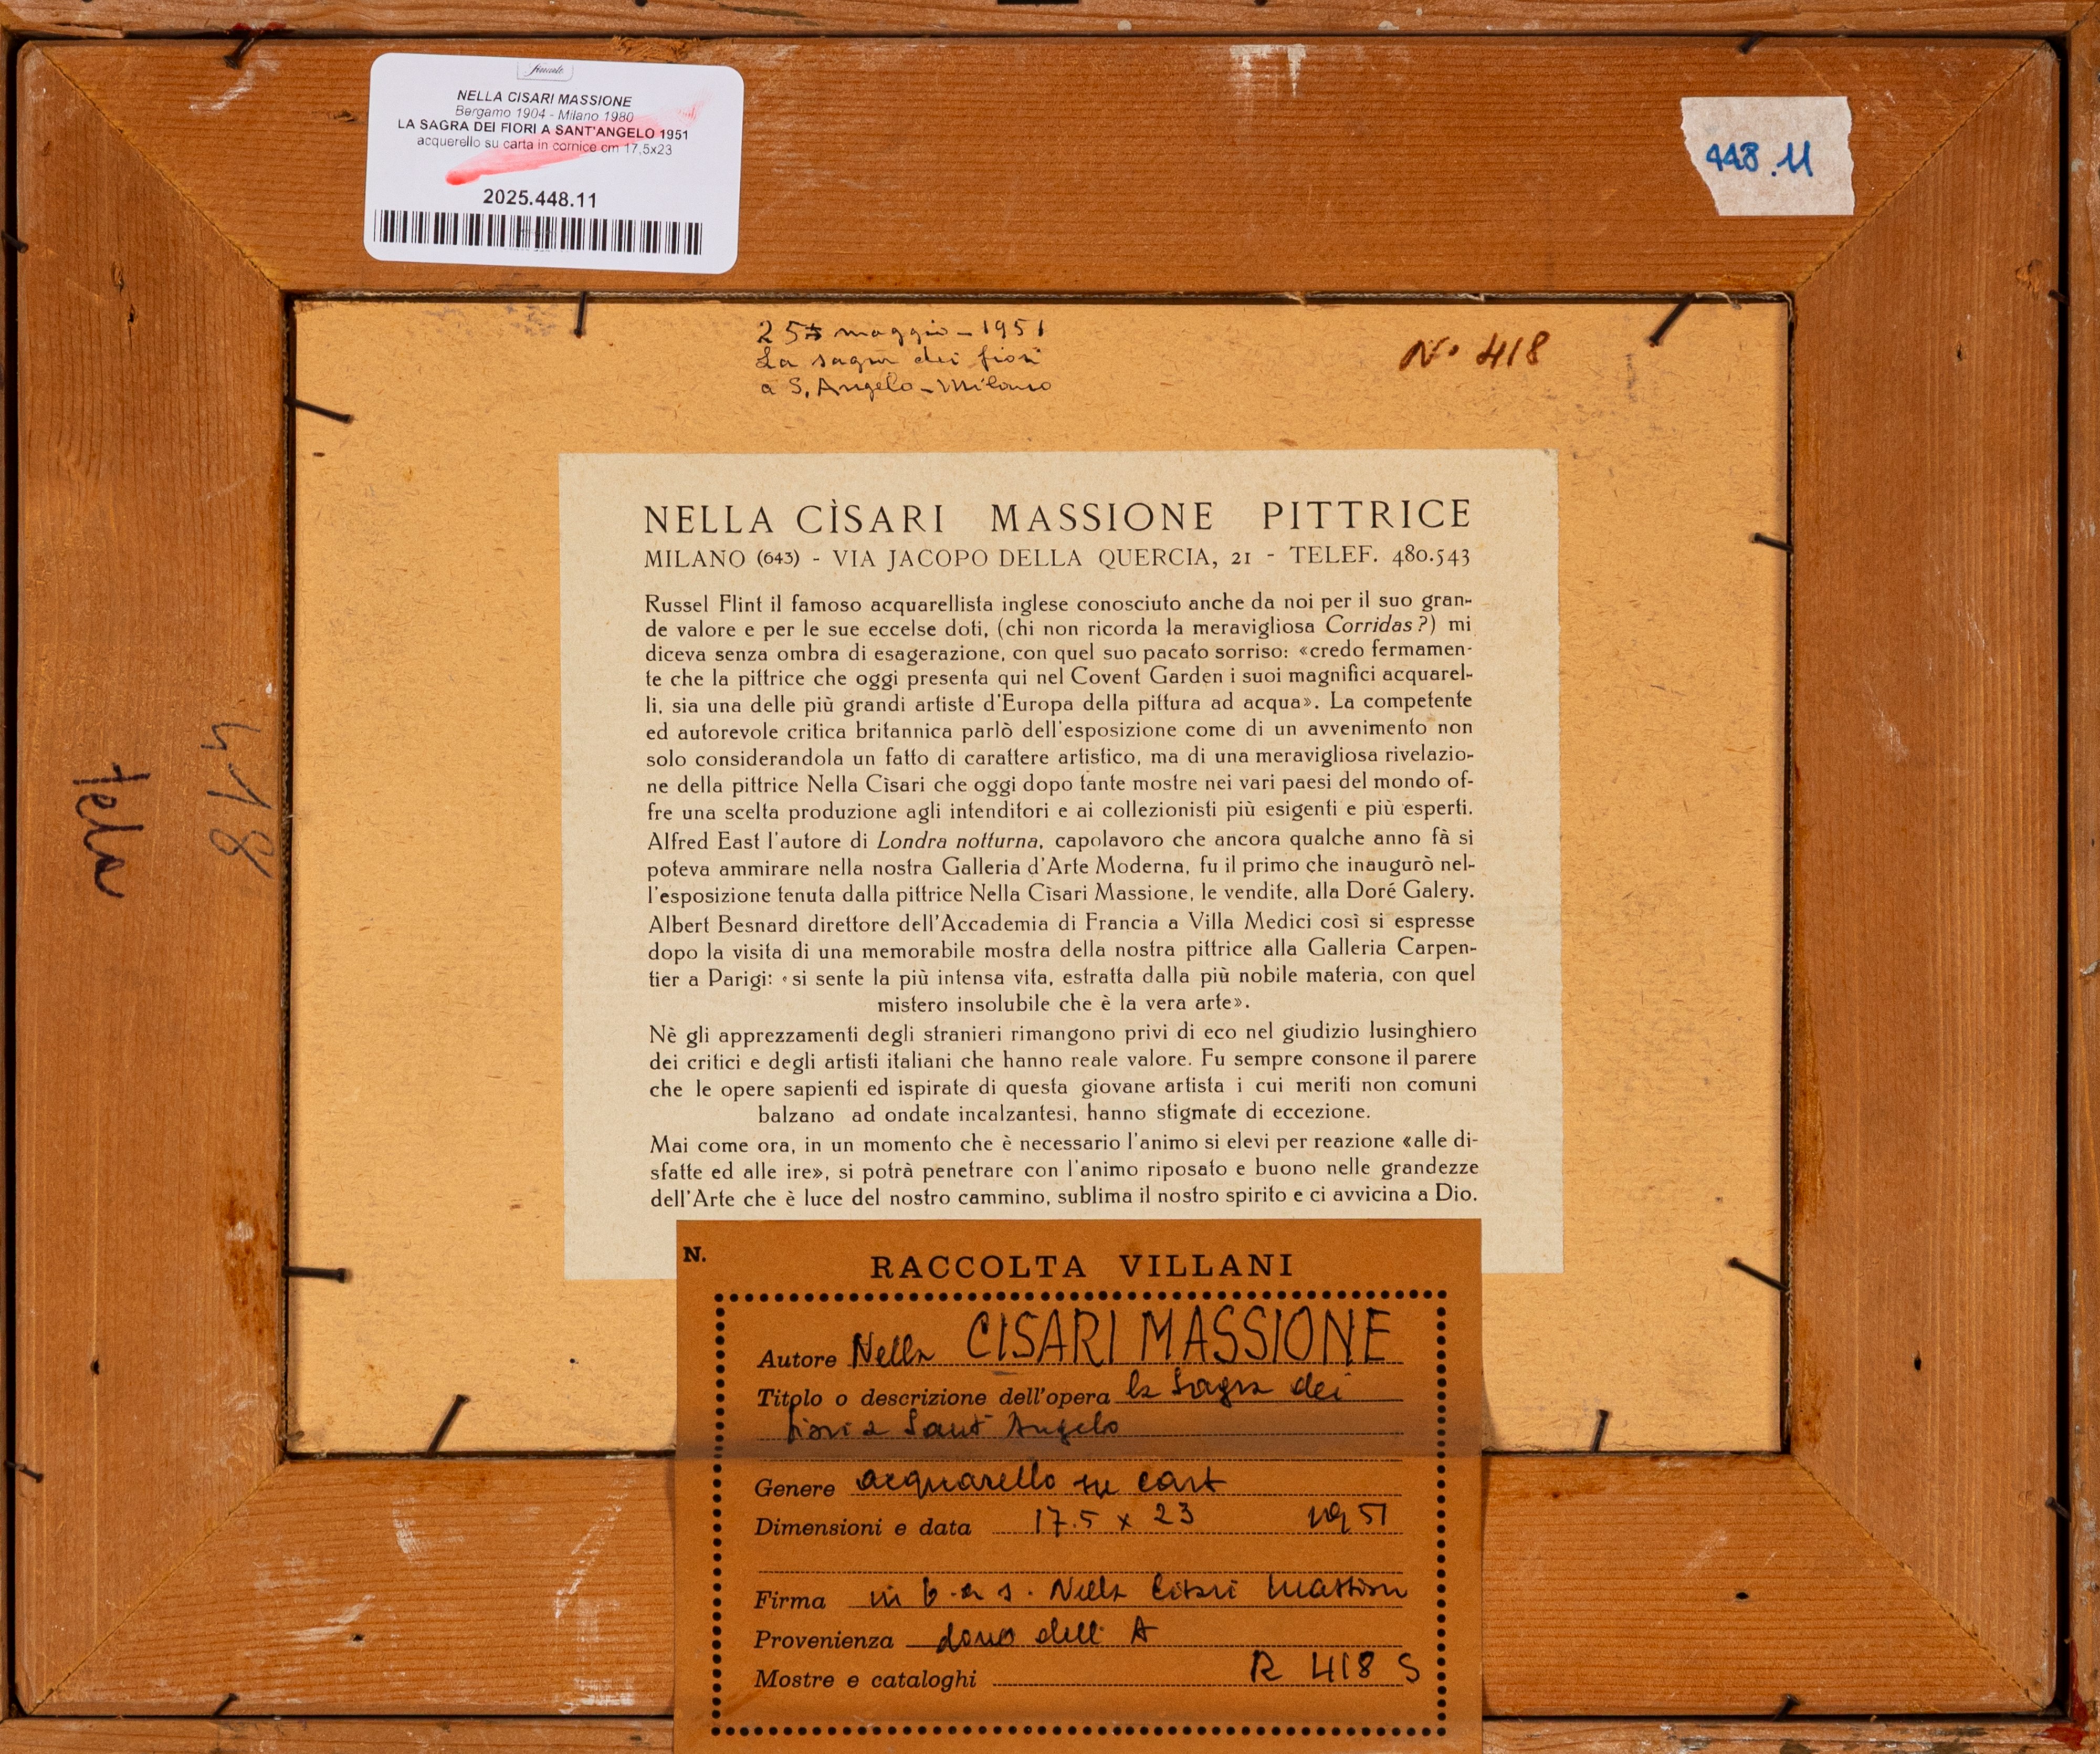 finarte
NELLA CISARI MASSIONE
Bergamo 1904 - Milano 1980
LA SAGRA DEI FIORI A SANT'ANGELO 1951
acquerello su carta in cornice cm 17,5x23
2025.448.11
448.11
25 maggio - 1951
La sagra dei fiori
a S. Angelo - Milano
N° 418
418
tela
NELLA CÌSARI MASSIONE PITTRICE
MILANO (643) - VIA JACOPO DELLA QUERCIA, 21 - TELEF. 480.543
Russel Flint il famoso acquarellista inglese conosciuto anche da noi per il suo gran-
de valore e per le sue eccelse doti, (chi non ricorda la meravigliosa Corridas?) mi
diceva senza ombra di esagerazione, con quel suo pacato sorriso: «credo fermamen-
te che la pittrice che oggi presenta qui nel Covent Garden i suoi magnifici acquarel-
li, sia una delle più grandi artiste d'Europa della pittura ad acqua». La competente
ed autorevole critica britannica parlò dell'esposizione come di un avvenimento non
solo considerandola un fatto di carattere artistico, ma di una meravigliosa rivelazio-
ne della pittrice Nella Cìsari che oggi dopo tante mostre nei vari paesi del mondo of-
fre una scelta produzione agli intenditori e ai collezionisti più esigenti e più esperti.
Alfred East l'autore di Londra notturna, capolavoro che ancora qualche anno fà si
poteva ammirare nella nostra Galleria d'Arte Moderna, fu il primo che inaugurò nel-
l'esposizione tenuta dalla pittrice Nella Cìsari Massione, le vendite, alla Doré Galery.
Albert Besnard direttore dell'Accademia di Francia a Villa Medici così si espresse
dopo la visita di una memorabile mostra della nostra pittrice alla Galleria Carpen-
tier a Parigi: «si sente la più intensa vita, estratta dalla più nobile materia, con quel
mistero insolubile che è la vera arte».
Nè gli apprezzamenti degli stranieri rimangono privi di eco nel giudizio lusinghiero
dei critici e degli artisti italiani che hanno reale valore. Fu sempre consone il parere
che le opere sapienti ed ispirate di questa giovane artista i cui meriti non comuni
balzano ad ondate incalzantesi, hanno stigmate di eccezione.
Mai come ora, in un momento che è necessario l'animo si elevi per reazione «alle di-
sfatte ed alle ire», si potrà penetrare con l'animo riposato e buono nelle grandezze
dell'Arte che è luce del nostro cammino, sublima il nostro spirito e ci avvicina a Dio.
N.
RACCOLTA VILLANI
Autore Nella CISARI MASSIONE
Titolo o descrizione dell'opera la Sagra dei
fiori a Sant'Angelo
Genere acquarello su cart
Dimensioni e data 17.5 x 23 1951
Firma in b. a s. Nella Cisari Massion
Provenienza dono dell' A
Mostre e cataloghi R 418 S